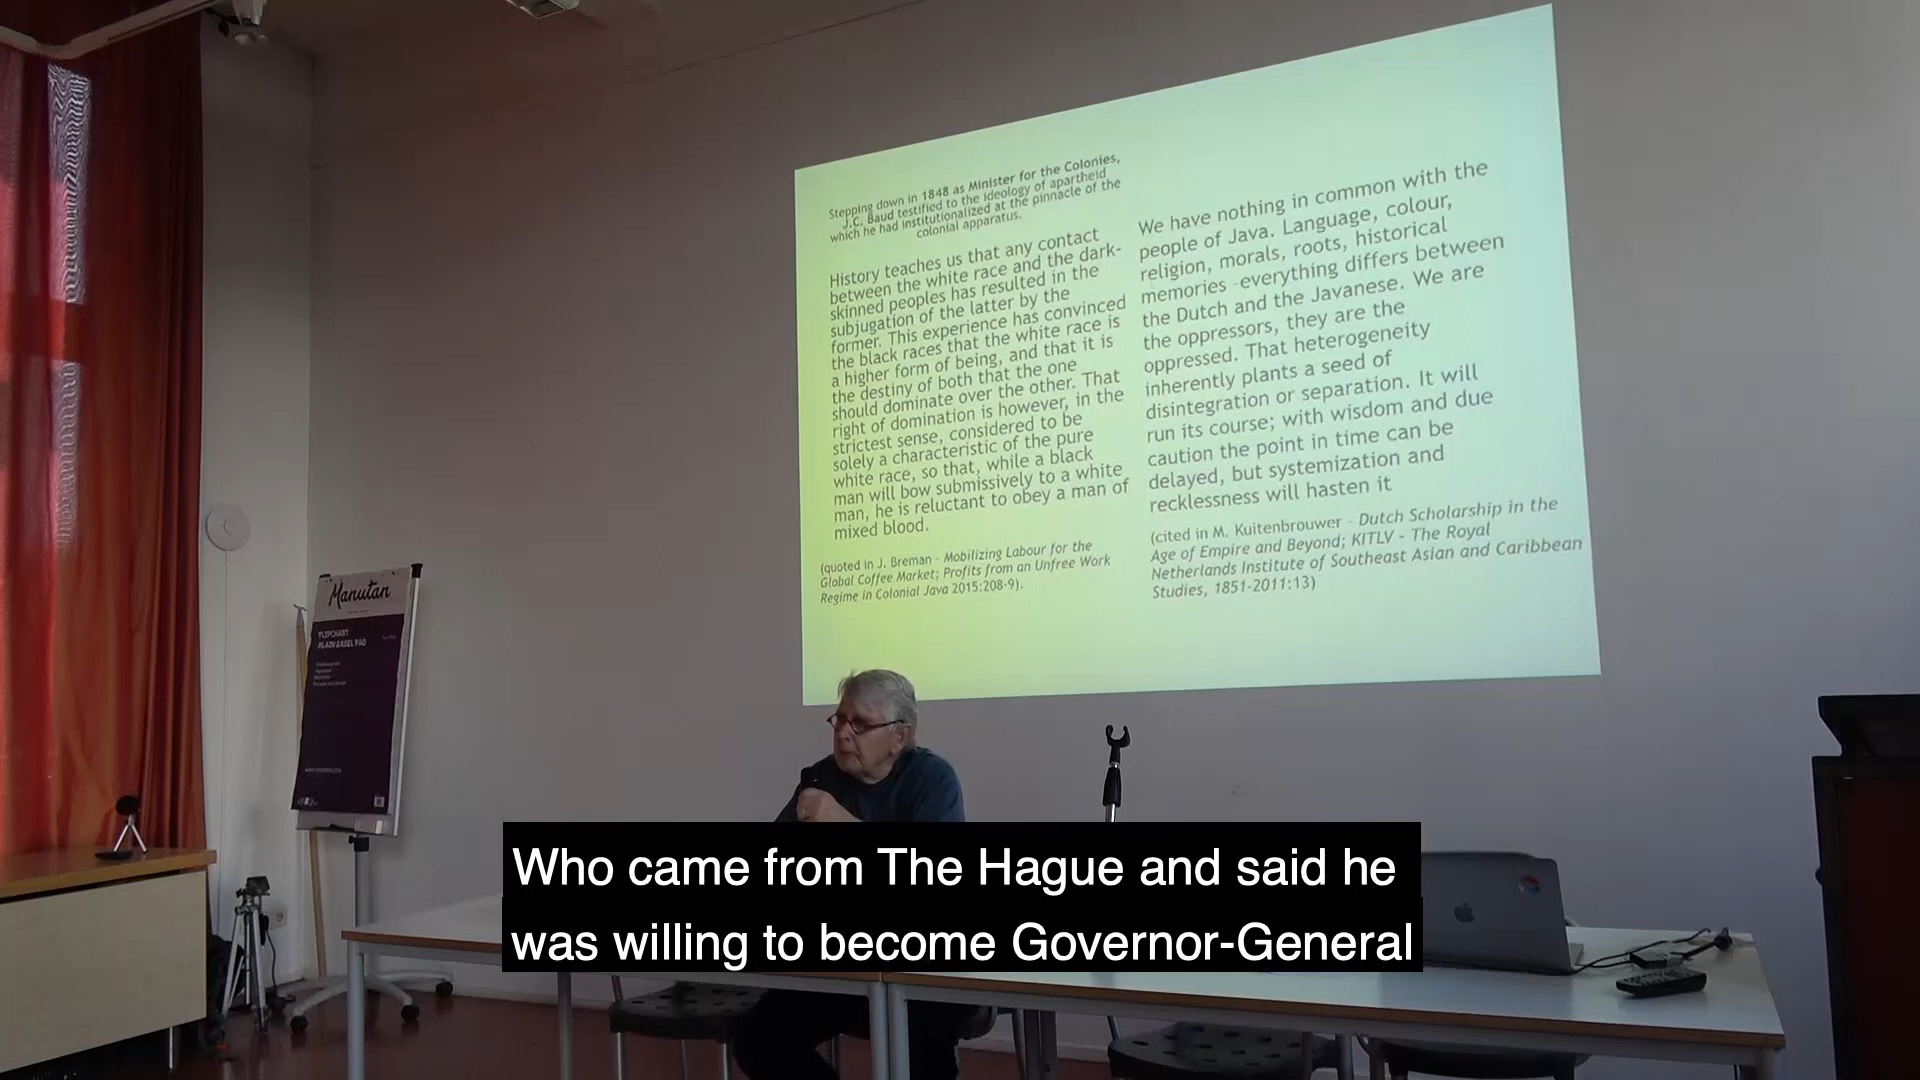 Stepping down in 1848 as Minister for the Colonies,
J.C. Baud testified to the ideology of apartheid
which he had institutionalized at the pinnacle of the
colonial apparatus.
History teaches us that any contact
between the white race and the dark-
skinned peoples has resulted in the
subjugation of the latter by the
former. This experience has convinced
the black races that the white race is
a higher form of being, and that it is
the destiny of both that the one
should dominate over the other. That
right of domination is however, in the
strictest sense, considered to be
solely a characteristic of the pure
white race, so that, while a black
man will bow submissively to a white
man, he is reluctant to obey a man of
mixed blood.
(quoted in J. Breman - Mobilizing Labour for the
Global Coffee Market; Profits from an Unfree Work
Regime in Colonial Java 2015:208-9).
We have nothing in common with the
people of Java. Language, colour,
religion, morals, roots, historical
memories -everything differs between
the Dutch and the Javanese. We are
the oppressors, they are the
oppressed. That heterogeneity
inherently plants a seed of
disintegration or separation. It will
run its course; with wisdom and due
caution the point in time can be
delayed, but systemization and
recklessness will hasten it
(cited in M. Kuitenbrouwer - Dutch Scholarship in the
Age of Empire and Beyond; KITLV - The Royal
Netherlands Institute of Southeast Asian and Caribbean
Studies, 1851-2011:13)
Manutan
FLIPCHART
PLAIN EASEL PAD
Who came from The Hague and said he
was willing to become Governor-General